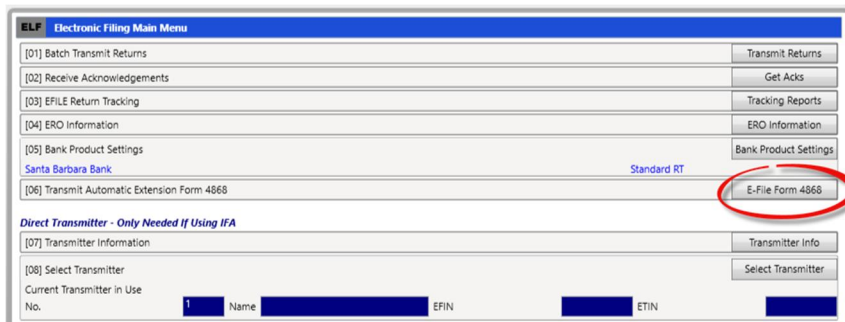 ELF Electronic Filing Main Menu
[01] Batch Transmit Returns Transmit Returns
[02] Receive Acknowledgements Get Acks
[03] EFILE Return Tracking Tracking Reports
[04] ERO Information ERO Information
[05] Bank Product Settings Bank Product Settings
Santa Barbara Bank Standard RT
[06] Transmit Automatic Extension Form 4868 E-File Form 4868
Direct Transmitter - Only Needed If Using IFA
[07] Transmitter Information Transmitter Info
[08] Select Transmitter Select Transmitter
Current Transmitter in Use
No. 1 Name EFIN ETIN